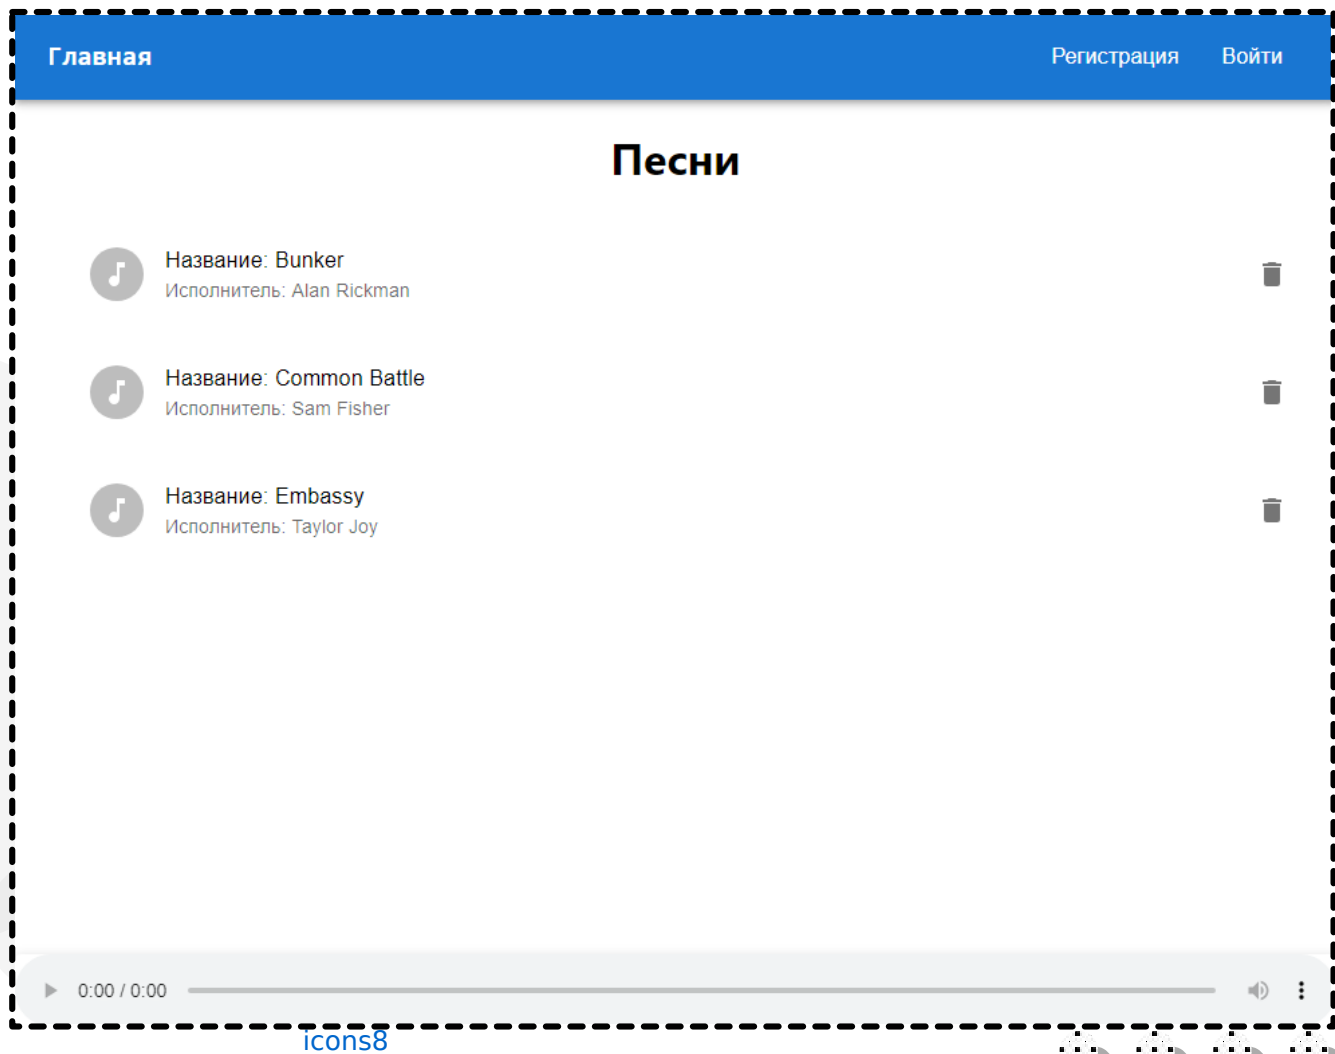 Главная
Регистрация
Войти
Песни
Название: Bunker
Исполнитель: Alan Rickman
Название: Common Battle
Исполнитель: Sam Fisher
Название: Embassy
Исполнитель: Taylor Joy
0:00 / 0:00
icons8